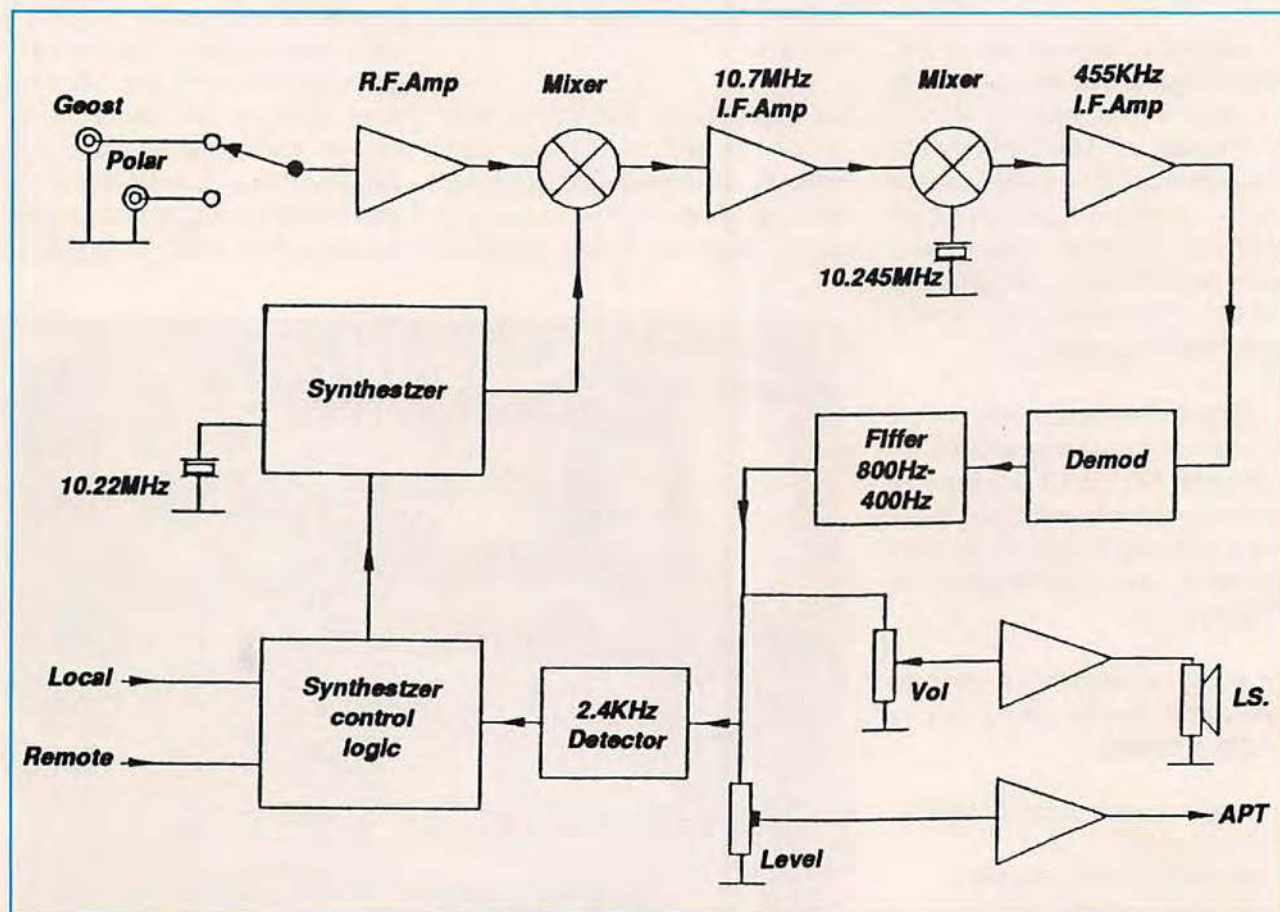 Geost
Polar
R.F.Amp
Mixer
10.7MHz
I.F.Amp
Mixer
455KHz
I.F.Amp
10.245MHz
Synthestzer
10.22MHz
Fiffer
800Hz-
400Hz
Demod
Local
Remote
Synthestzer
control
logic
2.4KHz
Detector
Vol
LS.
Level
APT